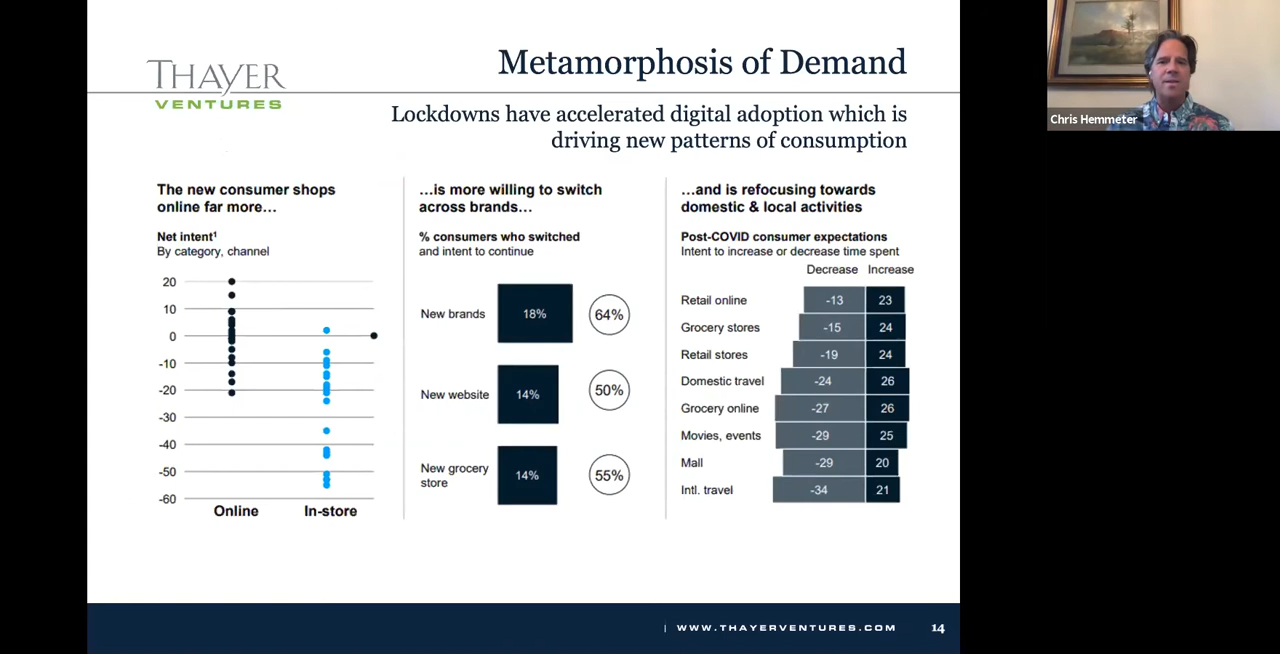 THAYER
VENTURES
Metamorphosis of Demand
Lockdowns have accelerated digital adoption which is
driving new patterns of consumption
The new consumer shops
online far more…
Net intent¹
By category, channel
20
10
0
-10
-20
-30
-40
-50
-60
Online In-store
…is more willing to switch
across brands…
% consumers who switched
and intent to continue
New brands 18% 64%
New website 14% 50%
New grocery
store 14% 55%
…and is refocusing towards
domestic & local activities
Post-COVID consumer expectations
Intent to increase or decrease time spent
Decrease Increase
Retail online -13 23
Grocery stores -15 24
Retail stores -19 24
Domestic travel -24 26
Grocery online -27 26
Movies, events -29 25
Mall -29 20
Intl. travel -34 21
| WWW.THAYERVENTURES.COM 14
Chris Hemmeter